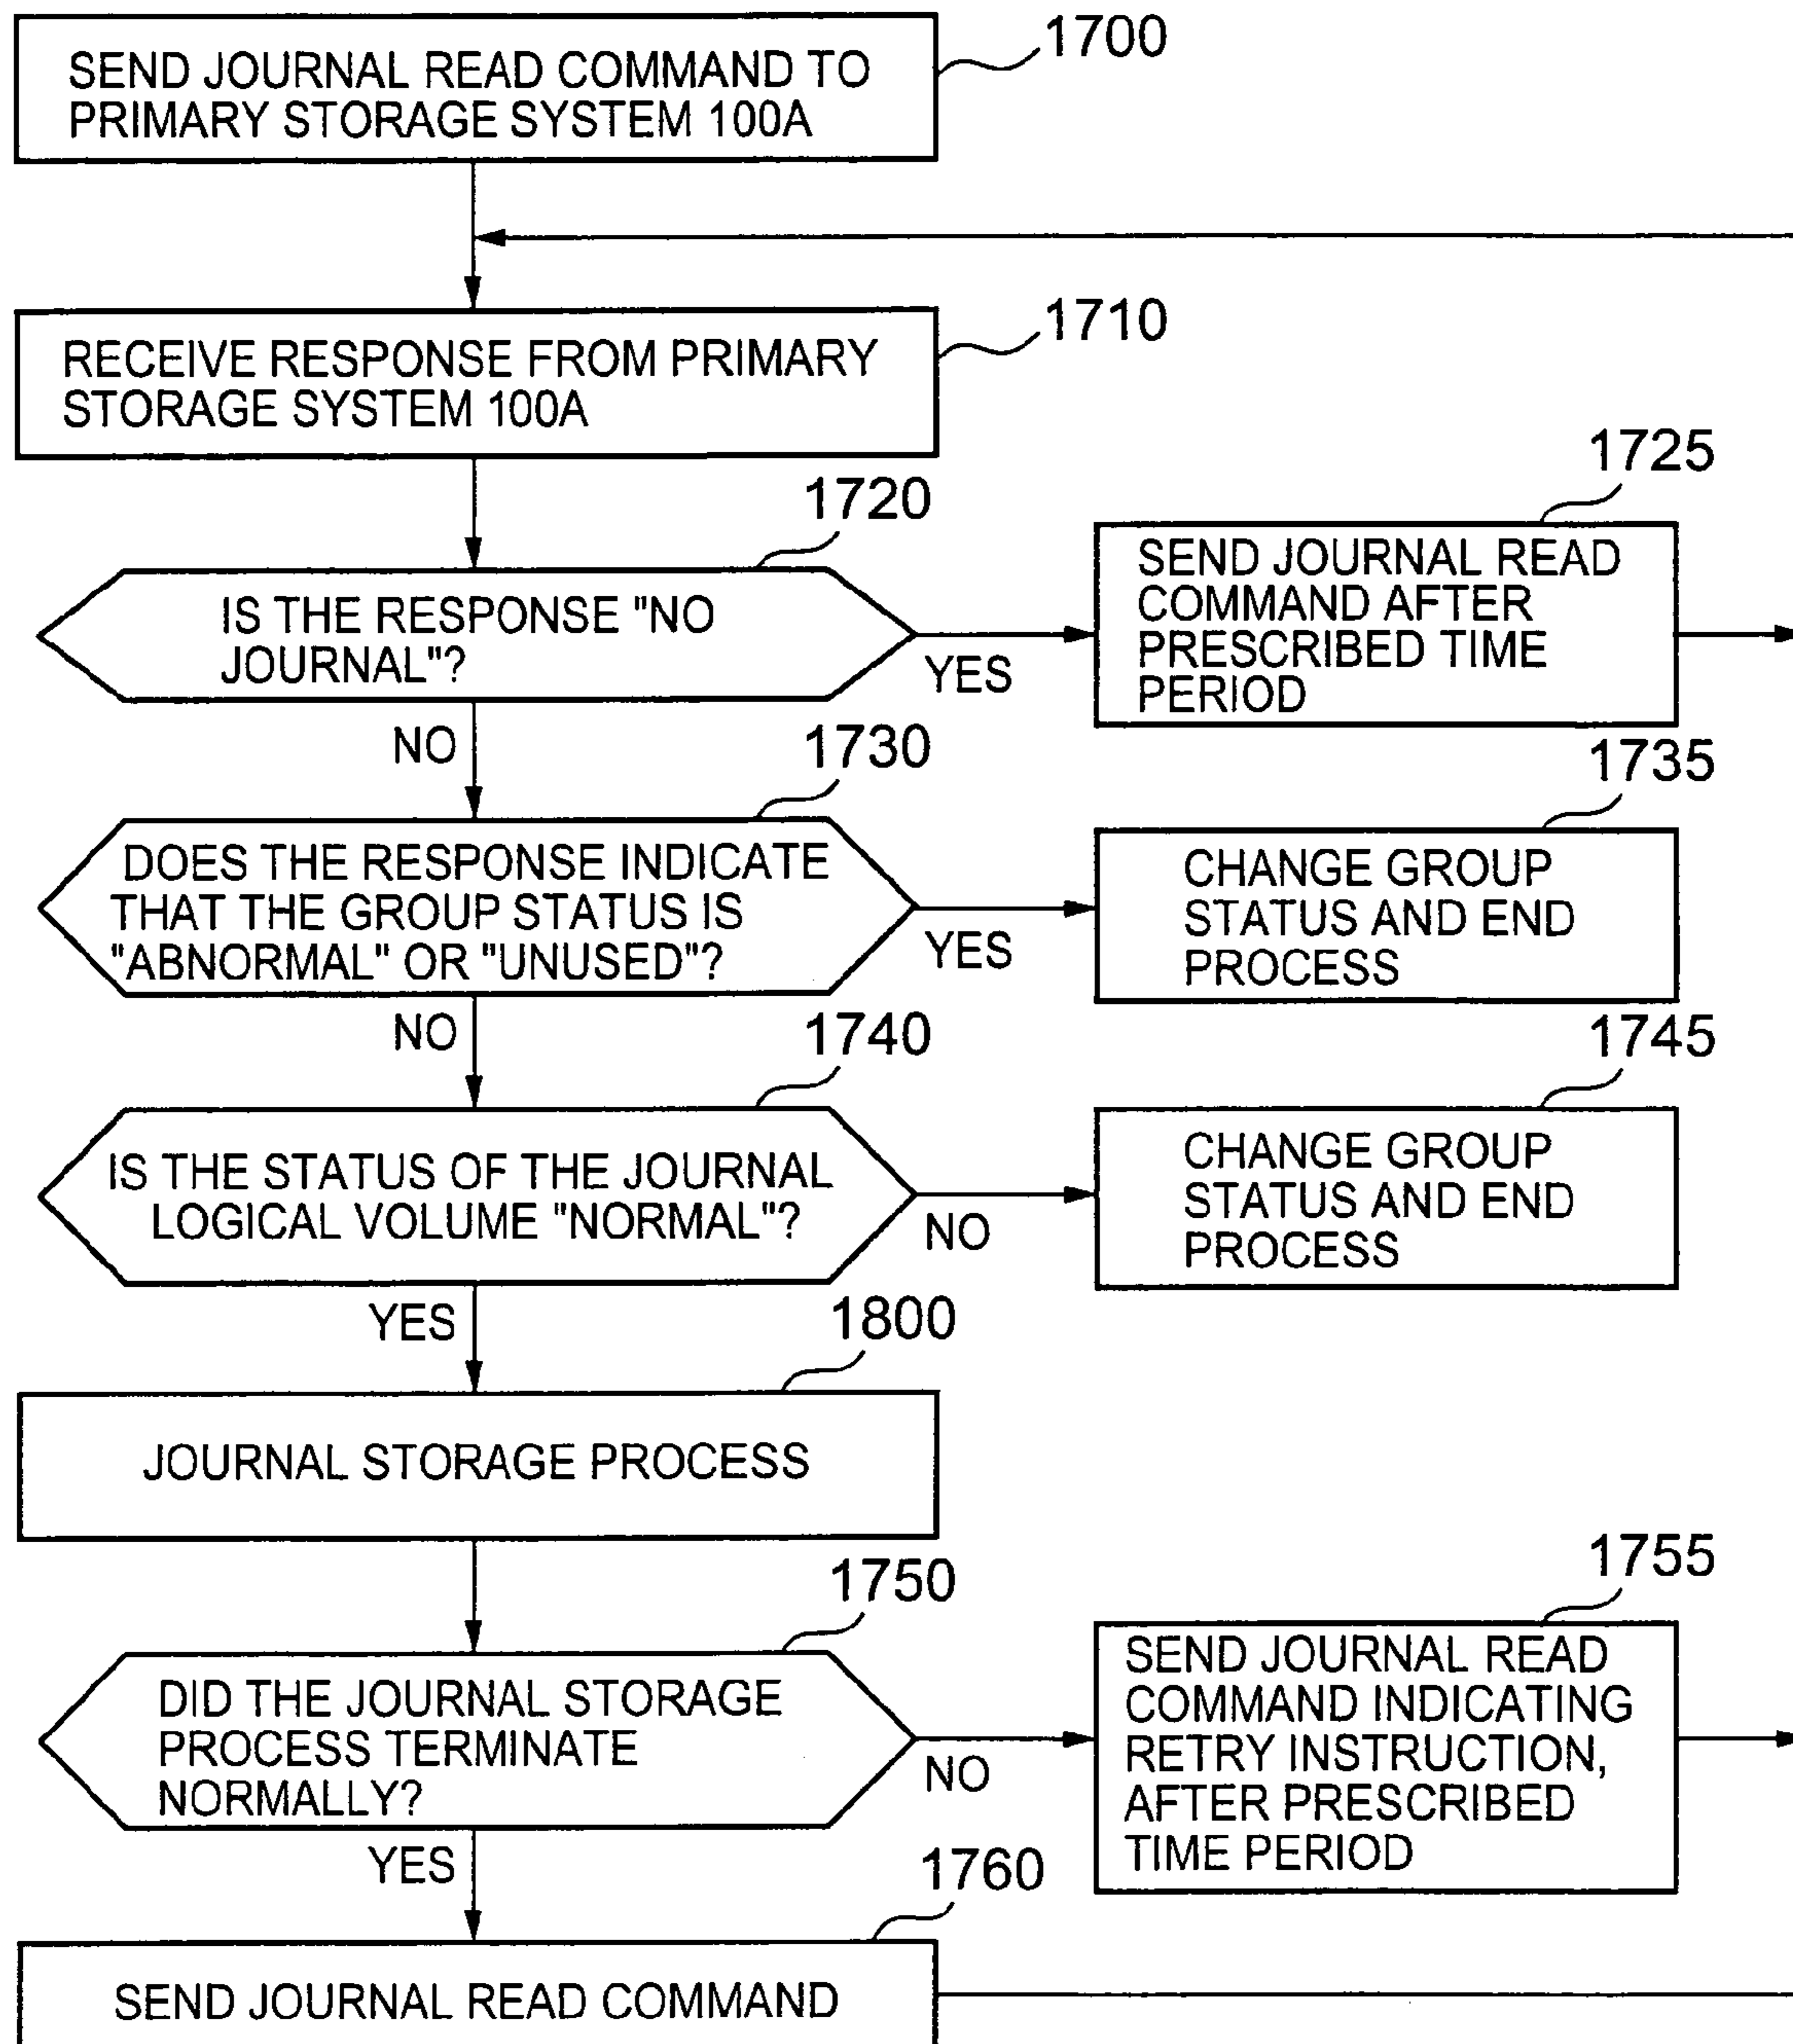 1700
SEND JOURNAL READ COMMAND TO
PRIMARY STORAGE SYSTEM 100A
1710
RECEIVE RESPONSE FROM PRIMARY
STORAGE SYSTEM 100A
1720
IS THE RESPONSE "NO
JOURNAL"?
YES
NO
1725
SEND JOURNAL READ
COMMAND AFTER
PRESCRIBED TIME
PERIOD
1730
DOES THE RESPONSE INDICATE
THAT THE GROUP STATUS IS
"ABNORMAL" OR "UNUSED"?
YES
NO
1735
CHANGE GROUP
STATUS AND END
PROCESS
1740
IS THE STATUS OF THE JOURNAL
LOGICAL VOLUME "NORMAL"?
NO
YES
1745
CHANGE GROUP
STATUS AND END
PROCESS
1800
JOURNAL STORAGE PROCESS
1750
DID THE JOURNAL STORAGE
PROCESS TERMINATE
NORMALLY?
NO
YES
1755
SEND JOURNAL READ
COMMAND INDICATING
RETRY INSTRUCTION,
AFTER PRESCRIBED
TIME PERIOD
1760
SEND JOURNAL READ COMMAND